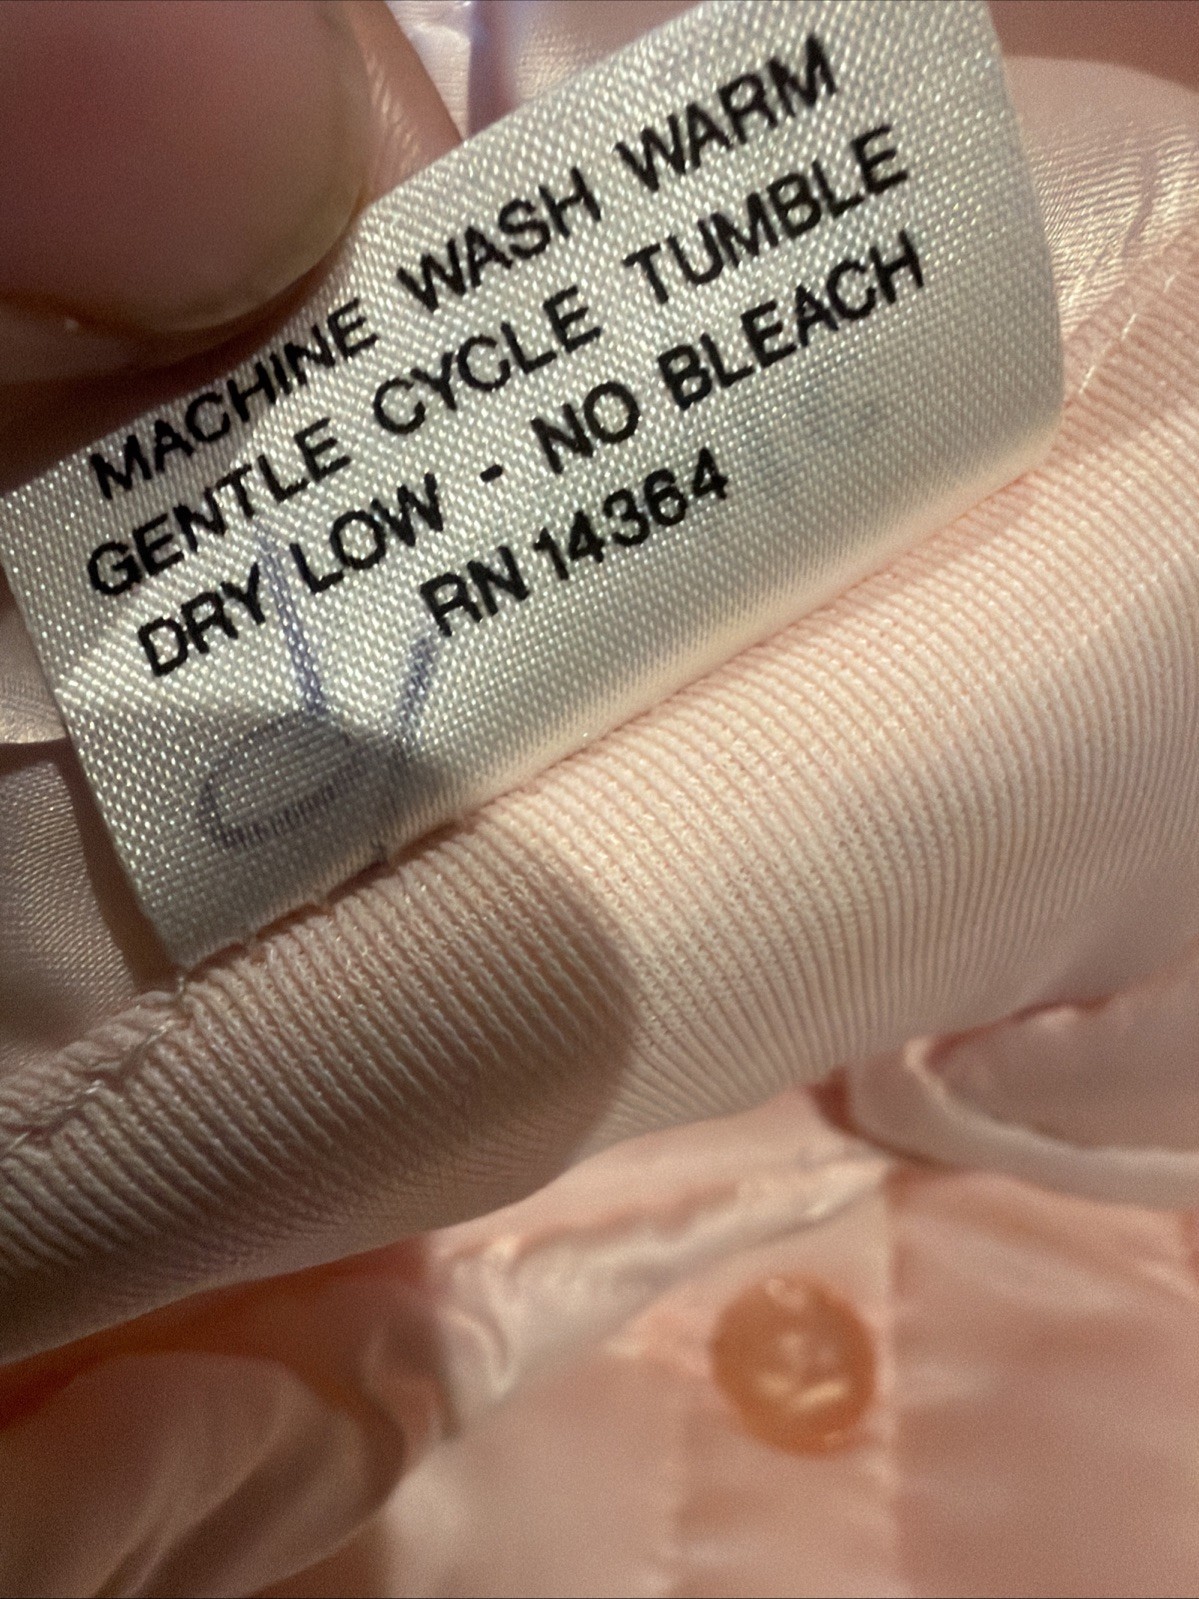 MACHINE WASH WARM
GENTLE CYCLE TUMBLE
DRY LOW - NO BLEACH
RN 14364